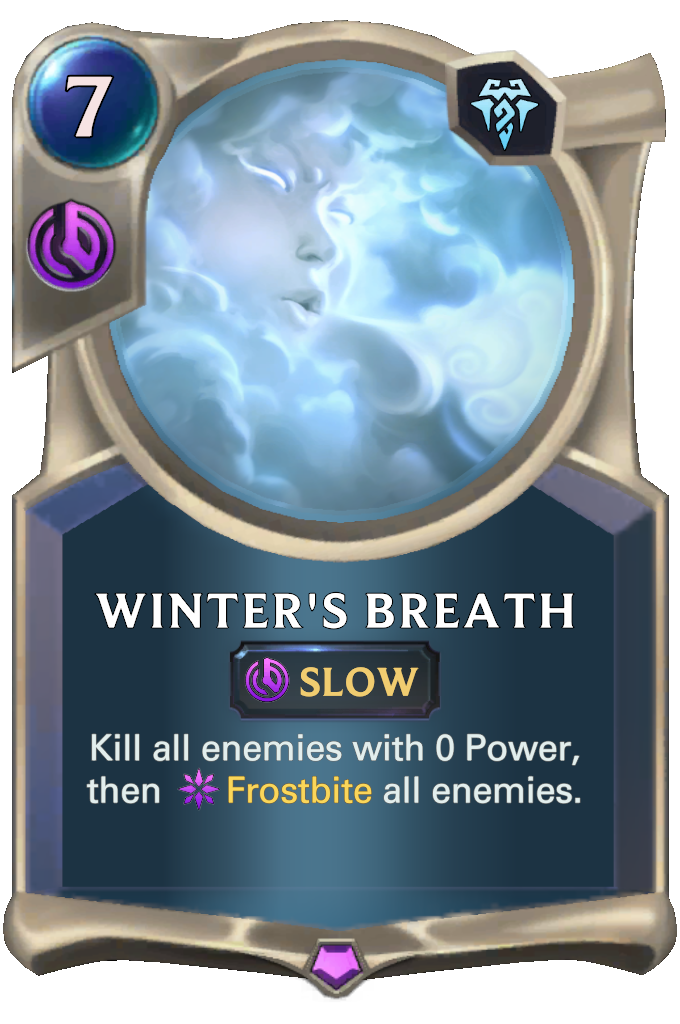 7
WINTER'S BREATH
SLOW
Kill all enemies with 0 Power,
then Frostbite all enemies.